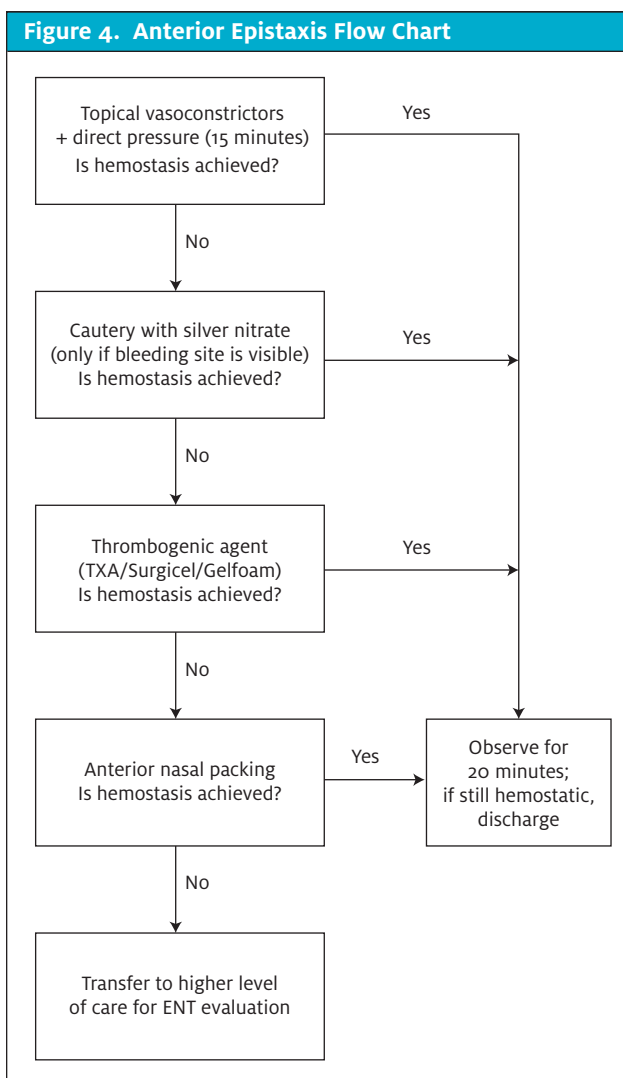 Figure 4. Anterior Epistaxis Flow Chart
Topical vasoconstrictors
+ direct pressure (15 minutes)
Is hemostasis achieved?
Yes
No
Cautery with silver nitrate
(only if bleeding site is visible)
Is hemostasis achieved?
Yes
No
Thrombogenic agent
(TXA/Surgicel/Gelfoam)
Is hemostasis achieved?
Yes
No
Anterior nasal packing
Is hemostasis achieved?
Yes
Observe for
20 minutes;
if still hemostatic,
discharge
No
Transfer to higher level
of care for ENT evaluation